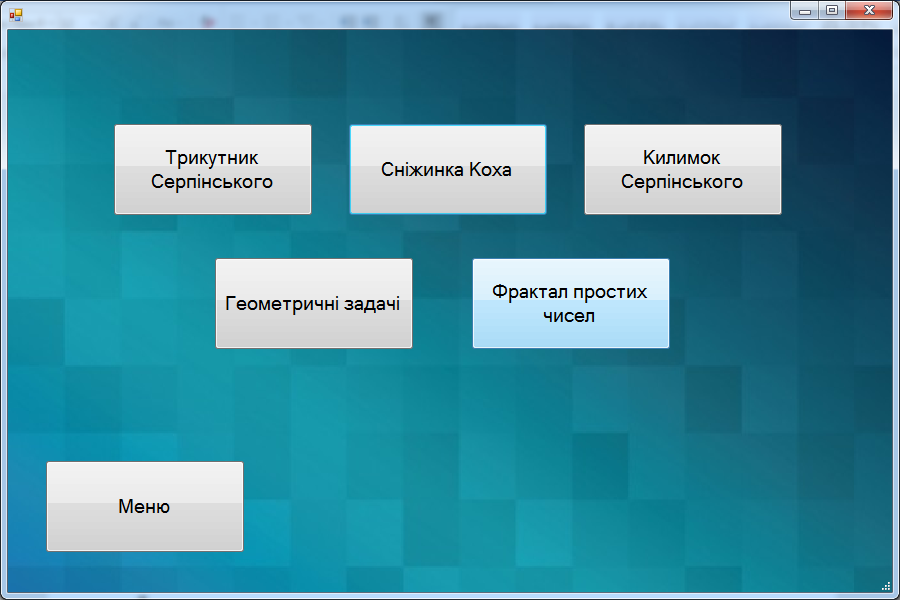 Трикутник
Серпінського
Сніжинка Коха
Килимок
Серпінського
Геометричні задачі
Фрактал простих
чисел
Меню